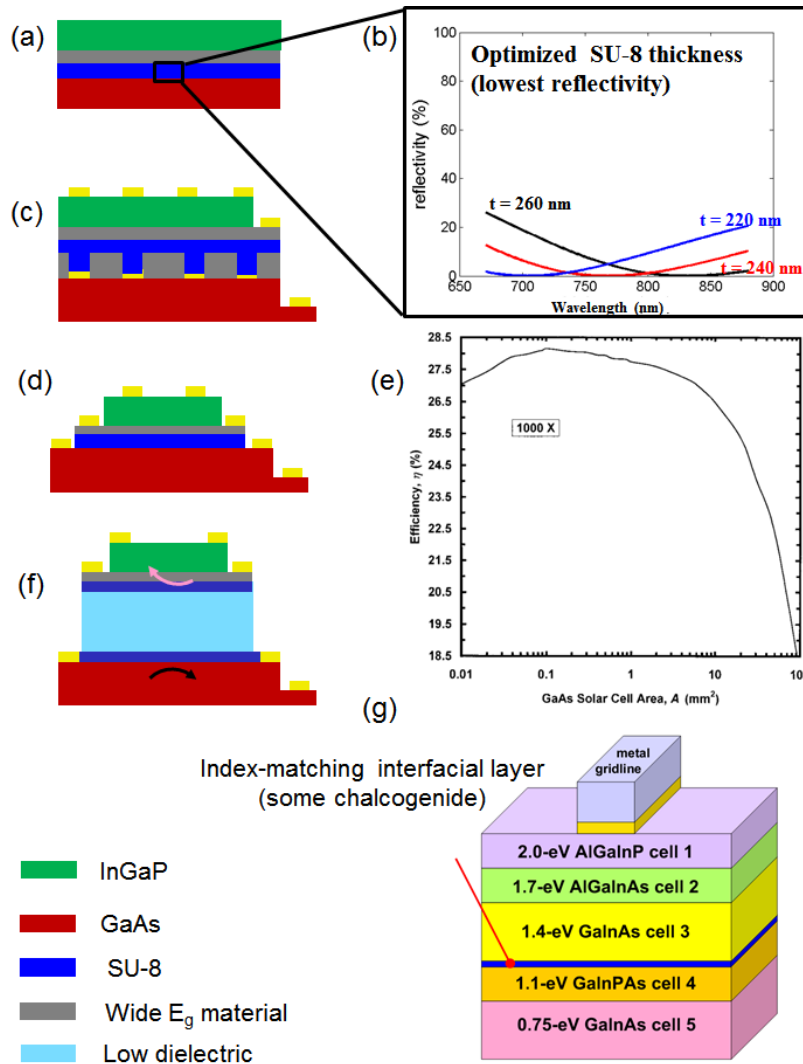 (a)
(b)
Optimized SU-8 thickness
(lowest reflectivity)
reflectivity (%)
100
80
60
40
20
0
t = 260 nm
t = 220 nm
t = 240 nm
650
700
750
800
850
900
Wavelength (nm)
(c)
(d)
(e)
28.5
27.5
26.5
25.5
24.5
23.5
22.5
21.5
20.5
19.5
18.5
1000 X
Efficiency, η (%)
0.01
0.1
1
10
GaAs Solar Cell Area, A (mm²)
(f)
(g)
Index-matching interfacial layer
(some chalcogenide)
metal
gridline
2.0-eV AlGaInP cell 1
1.7-eV AlGaInAs cell 2
1.4-eV GaInAs cell 3
1.1-eV GaInPAs cell 4
0.75-eV GaInAs cell 5
InGaP
GaAs
SU-8
Wide Eg material
Low dielectric